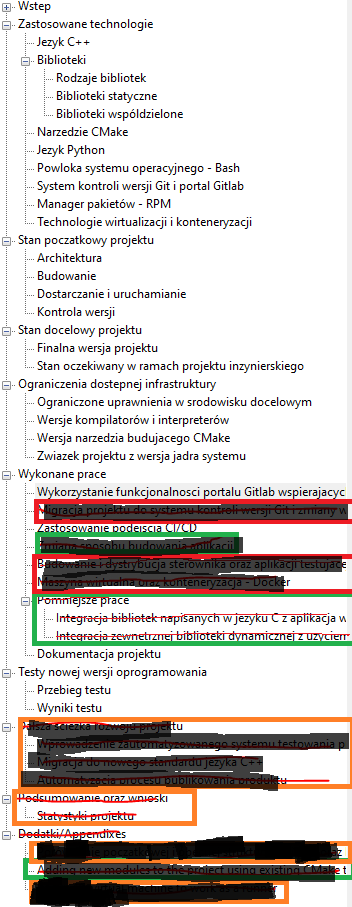 Wstep
Zastosowane technologie
Jezyk C++
Biblioteki
Rodzaje bibliotek
Biblioteki statyczne
Biblioteki wspóldzielone
Narzedzie CMake
Jezyk Python
Powloka systemu operacyjnego - Bash
System kontroli wersji Git i portal Gitlab
Manager pakietów - RPM
Technologie wirtualizacji i konteneryzacji
Stan poczatkowy projektu
Architektura
Budowanie
Dostarczanie i uruchamianie
Kontrola wersji
Stan docelowy projektu
Finalna wersja projektu
Stan oczekiwany w ramach projektu inzynierskiego
Ograniczenia dostepnej infrastruktury
Ograniczone uprawnienia w srodowisku docelowym
Wersje kompilatorów i interpreterów
Wersja narzedzia budujacego CMake
Zwiazek projektu z wersja jadra systemu
Wykonane prace
Wykorzystanie funkcjonalnosci portalu Gitlab wspierajacyc
Migracja projektu do systemu kontroli wersji Git i zmiany w
Zastosowanie podejscia CI/CD
Zmiana sposobu budowania aplikacji
Budowanie i dystrybucja sterownika oraz aplikacji testujace
Maszyna wirtualna oraz konteneryzacja - Docker
Pomniejsze prace
Integracja bibliotek napisanych w jezyku C z aplikacja w
Integracja zewnetrznej biblioteki dynamicznej z uzyciem
Dokumentacja projektu
Testy nowej wersji oprogramowania
Przebieg testu
Wyniki testu
Dalsza sciezka rozwoju projektu
Wprowadzenie zautomatyzowanego systemu testowania p
Migracja do nowego standardu jezyka C++
Automatyzacja procesu publikowania produktu
Podsumowanie oraz wnioski
Statystyki projektu
Dodatki/Appendixes
Adding new modules to the project using existing CMake t